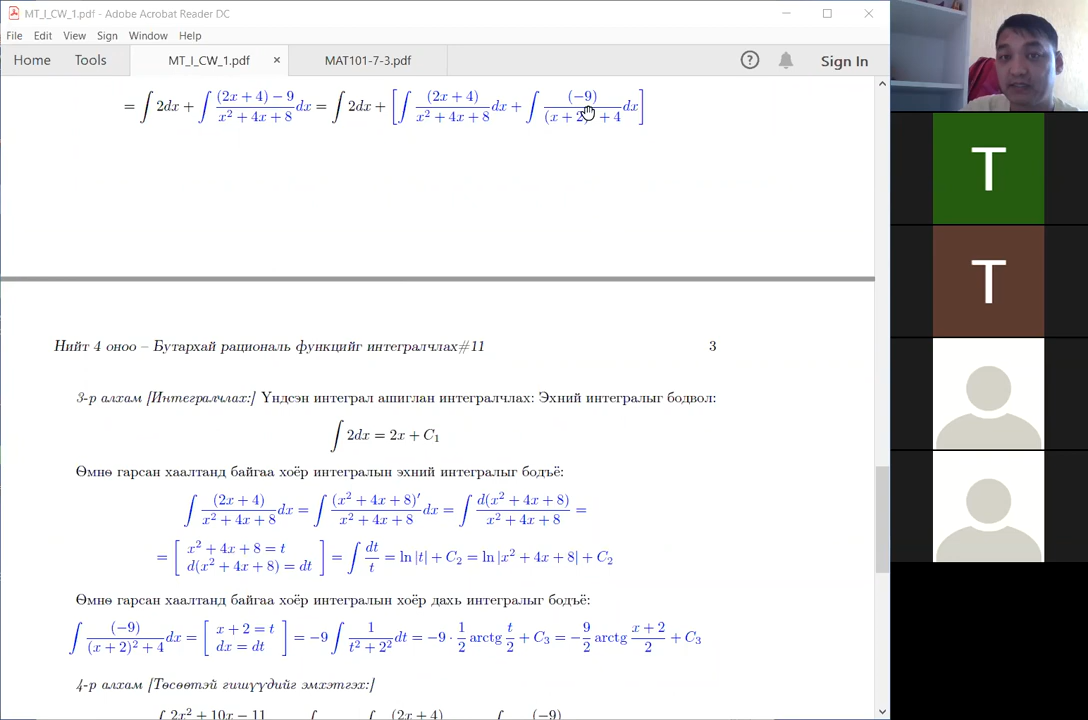 MT_I_CW_1.pdf - Adobe Acrobat Reader DC
File Edit View Sign Window Help
Home Tools MT_I_CW_1.pdf × MAT101-7-3.pdf ? Sign In
= ∫ 2dx + ∫ (2x + 4) − 9 / x² + 4x + 8 dx = ∫ 2dx + [ ∫ (2x + 4) / x² + 4x + 8 dx + ∫ (−9) / (x + 2)² + 4 dx ]
T
T
Нийт 4 оноо – Бутархай рациональ функцийг интегралчлах#11 3
3-р алхам [Интегралчлах:] Үндсэн интеграл ашиглан интегралчлах: Эхний интегралыг бодвол:
∫ 2dx = 2x + C₁
Өмнө гарсан хаалтанд байгаа хоёр интегралын эхний интегралыг бодъё:
∫ (2x + 4) / x² + 4x + 8 dx = ∫ (x² + 4x + 8)′ / x² + 4x + 8 dx = ∫ d(x² + 4x + 8) / x² + 4x + 8 =
= [ x² + 4x + 8 = t d(x² + 4x + 8) = dt ] = ∫ dt / t = ln |t| + C₂ = ln |x² + 4x + 8| + C₂
Өмнө гарсан хаалтанд байгаа хоёр интегралын хоёр дахь интегралыг бодъё:
∫ (−9) / (x + 2)² + 4 dx = [ x + 2 = t dx = dt ] = −9 ∫ 1 / t² + 2² dt = −9 · 1/2 arctg t/2 + C₃ = −9/2 arctg x + 2 / 2 + C₃
4-р алхам [Төсөөтэй гишүүдийг эмхэтгэх:]
∫ 2x² + 10x − 11 ∫ ∫ (2x + 4) ∫ (−9)